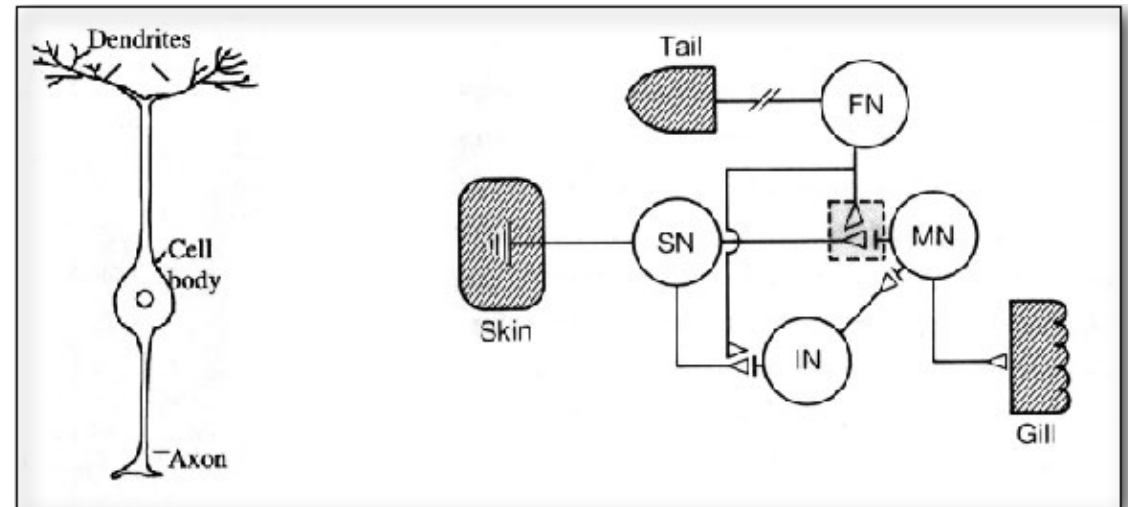 Dendrites
Cell
body
Axon
Tail
FN
SN
MN
Skin
IN
Gill